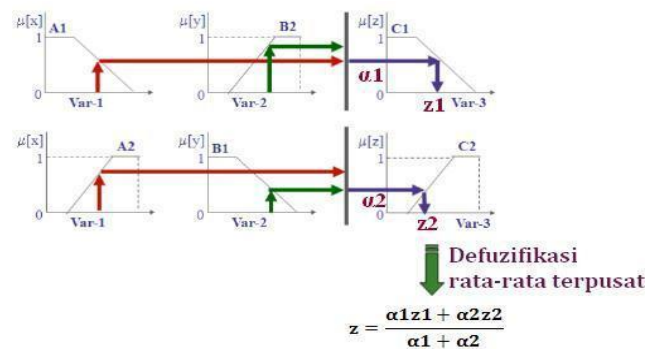 μ[x] A1 μ[y] B2 μ[z] C1
1 1 1
α1
0 0 0
Var-1 Var-2 z1 Var-3
μ[x] A2 μ[y] B1 μ[z] C2
1 1 1
α2
0 0 0
Var-1 Var-2 z2 Var-3
Defuzifikasi
rata-rata terpusat
z = α1z1 + α2z2
α1 + α2